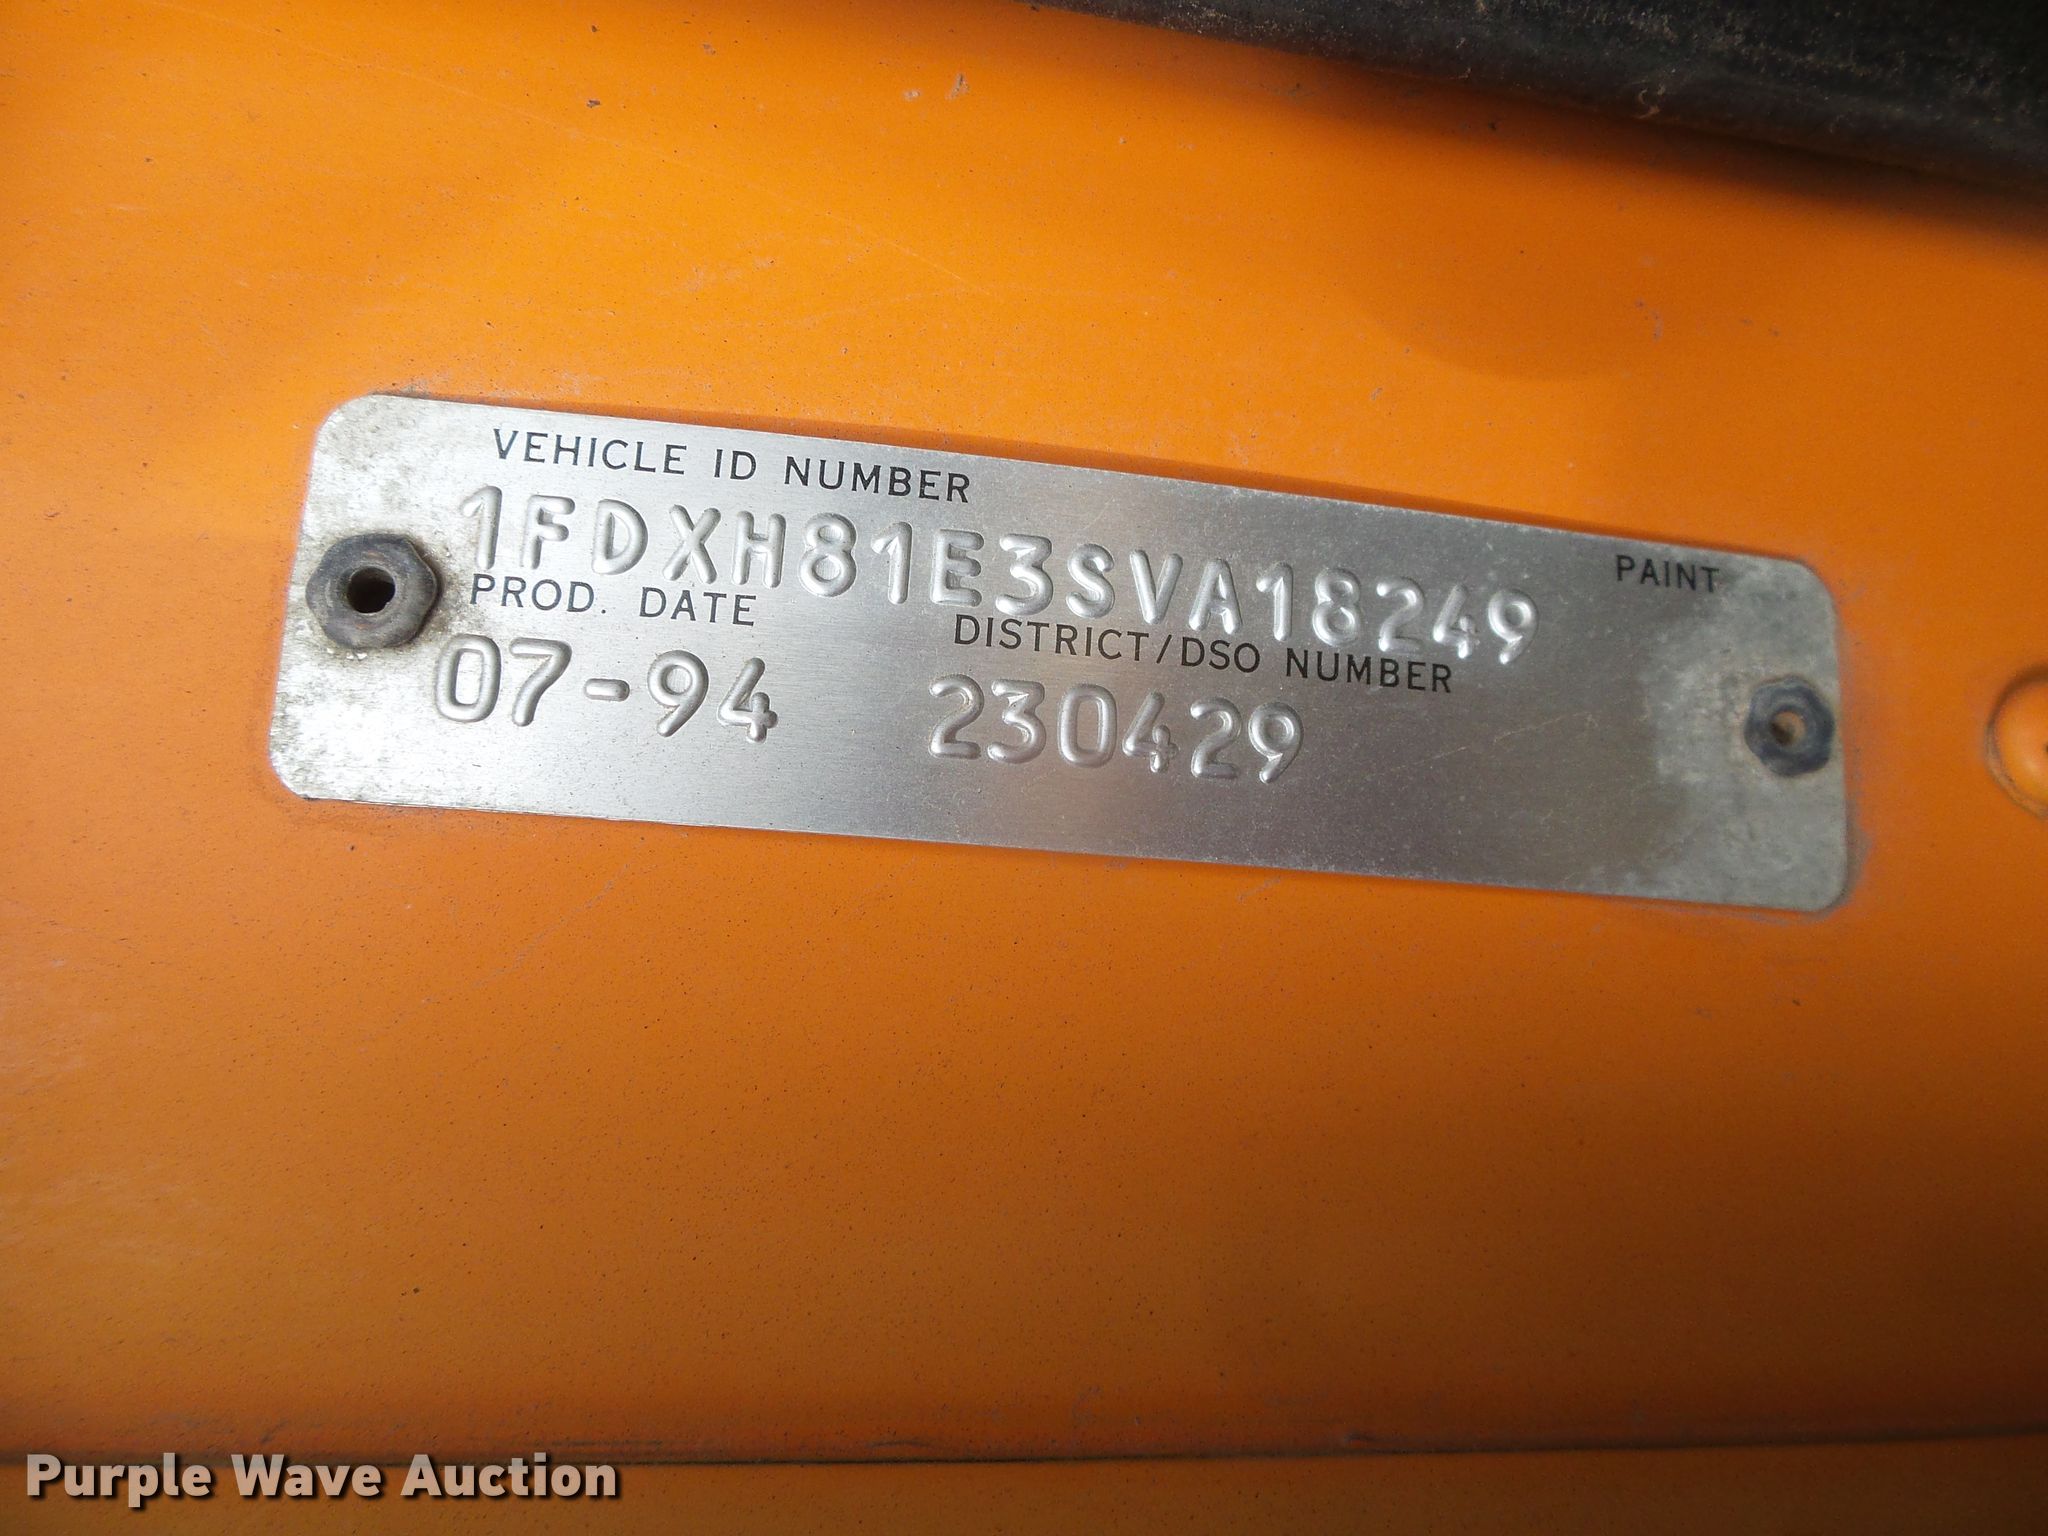 VEHICLE ID NUMBER
PAINT
1FDXH81E3SVA18249
PROD. DATE
DISTRICT/DSO NUMBER
07-94
230429
Purple Wave Auction